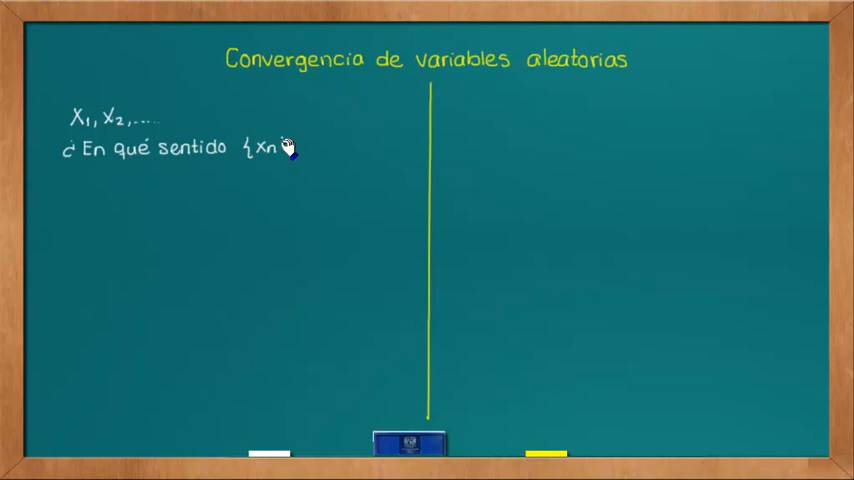 Convergencia de variables aleatorias
X1, X2, .....
¿ En qué sentido {xn